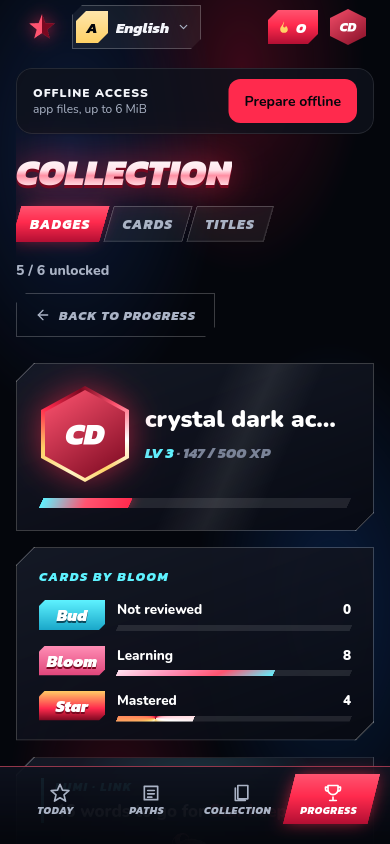 A English
0
CD
OFFLINE ACCESS
app files, up to 6 MiB
Prepare offline
COLLECTION
BADGES CARDS TITLES
5 / 6 unlocked
← BACK TO PROGRESS
CD
crystal dark ac...
LV 3 · 147 / 500 XP
CARDS BY BLOOM
Bud Not reviewed 0
Bloom Learning 8
Star Mastered 4
TODAY PATHS COLLECTION PROGRESS